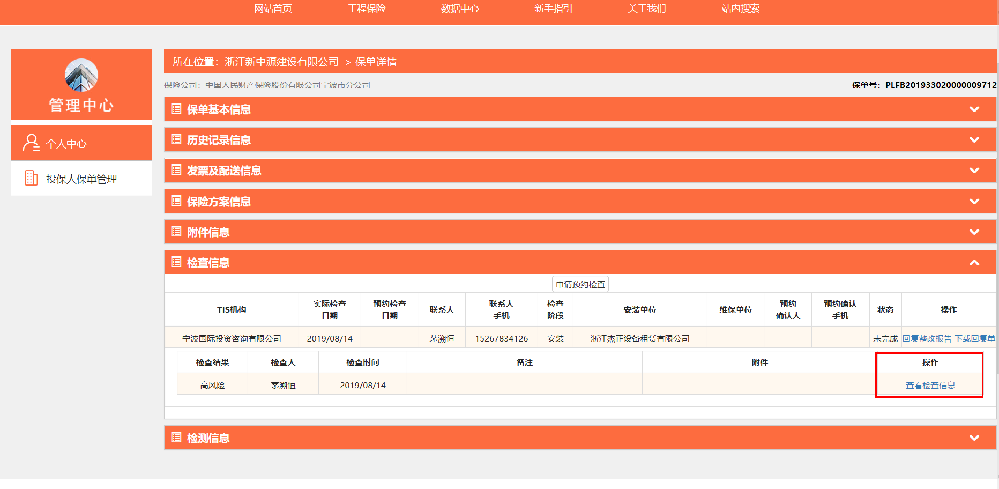 网站首页 工程保险 数据中心 新手指引 关于我们 站内搜索
管理中心
个人中心
投保人保单管理
所在位置：浙江新中源建设有限公司 > 保单详情
保险公司：中国人民财产保险股份有限公司宁波市分公司 保单号：PLFB201933020000009712
保单基本信息
历史记录信息
发票及配送信息
保险方案信息
附件信息
检查信息
申请预约检查
TIS机构 实际检查日期 预约检查日期 联系人 联系人手机 检查阶段 安装单位 维保单位 预约确认人 预约确认手机 状态 操作
宁波国际投资咨询有限公司 2019/08/14 茅溯恒 15267834126 安装 浙江杰正设备租赁有限公司 未完成 回复整改报告 下载回复单
检查结果 检查人 检查时间 备注 附件 操作
高风险 茅溯恒 2019/08/14 查看检查信息
检测信息